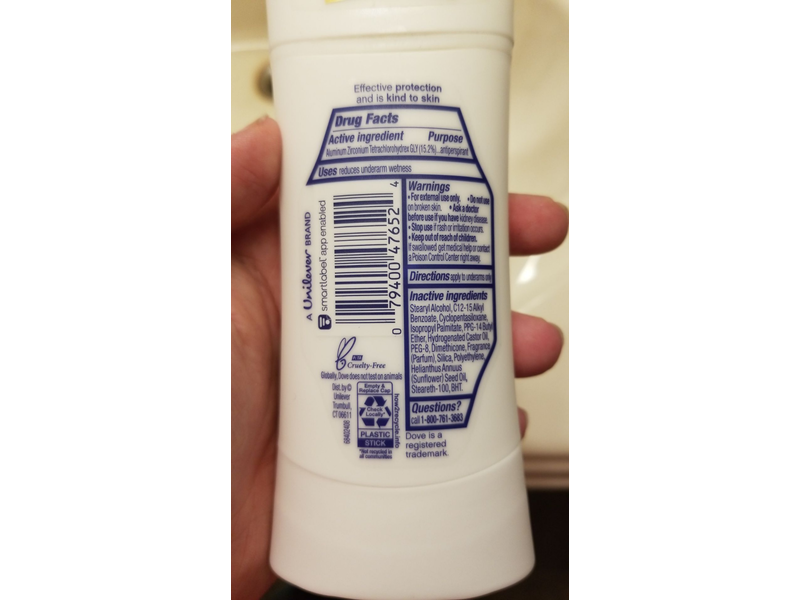 Effective protection
and is kind to skin
Drug Facts
Active ingredient Purpose
Aluminum Zirconium Tetrachlorohydrex GLY (15.2%)...antiperspirant
Uses reduces underarm wetness
Warnings
• For external use only. • Do not use
on broken skin. • Ask a doctor
before use if you have kidney disease.
• Stop use if rash or irritation occurs.
• Keep out of reach of children.
If swallowed get medical help or contact
a Poison Control Center right away.
Directions apply to underarms only
Inactive ingredients
Stearyl Alcohol, C12-15 Alkyl
Benzoate, Cyclopentasiloxane,
Isopropyl Palmitate, PPG-14 Butyl
Ether, Hydrogenated Castor Oil,
PEG-8, Dimethicone, Fragrance
(Parfum), Silica, Polyethylene,
Helianthus Annuus
(Sunflower) Seed Oil,
Steareth-100, BHT.
Questions?
call 1-800-761-3683
Dove is a
registered
trademark.
A Unilever BRAND
smartlabel™ app enabled
0 79400 47652 4
Cruelty-Free
Globally, Dove does not test on animals
Dist. by ©
Unilever
Trumbull,
CT 06611
Empty &
Replace Cap
Check
Locally*
PLASTIC
STICK
*Not recycled in
all communities
how2recycle.info